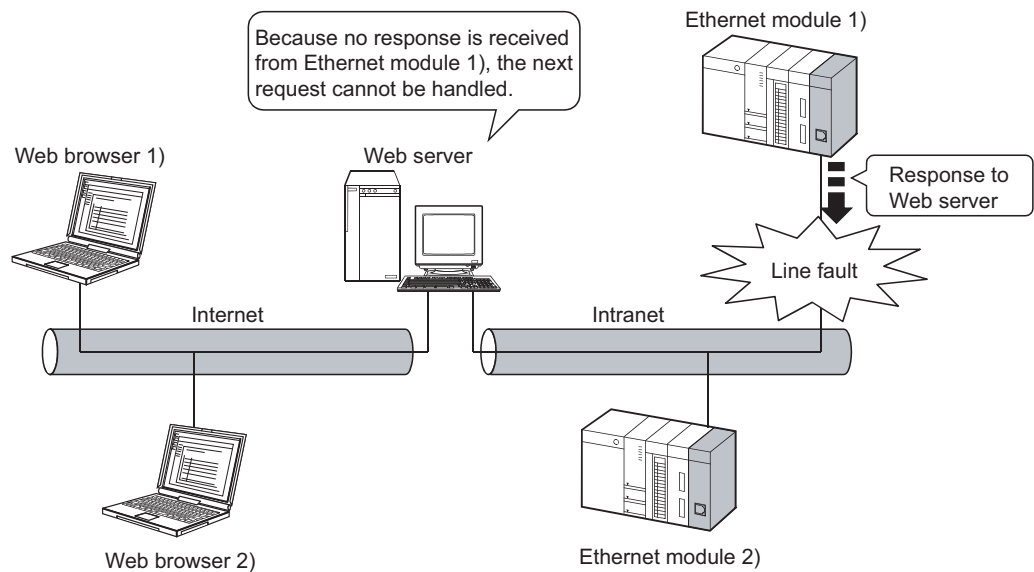 Ethernet module 1)
Because no response is received
from Ethernet module 1), the next
request cannot be handled.
Web browser 1)
Web server
Response to
Web server
Line fault
Internet
Intranet
Web browser 2)
Ethernet module 2)